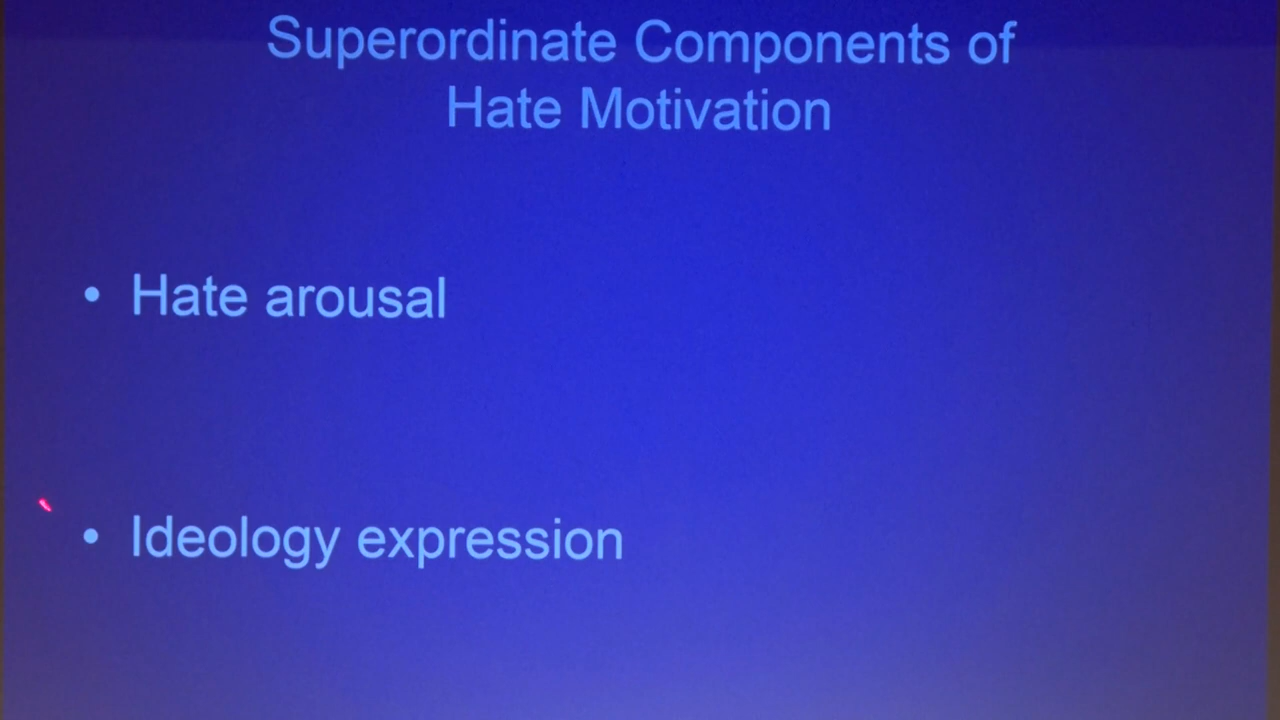 Superordinate Components of
Hate Motivation
• Hate arousal
• Ideology expression